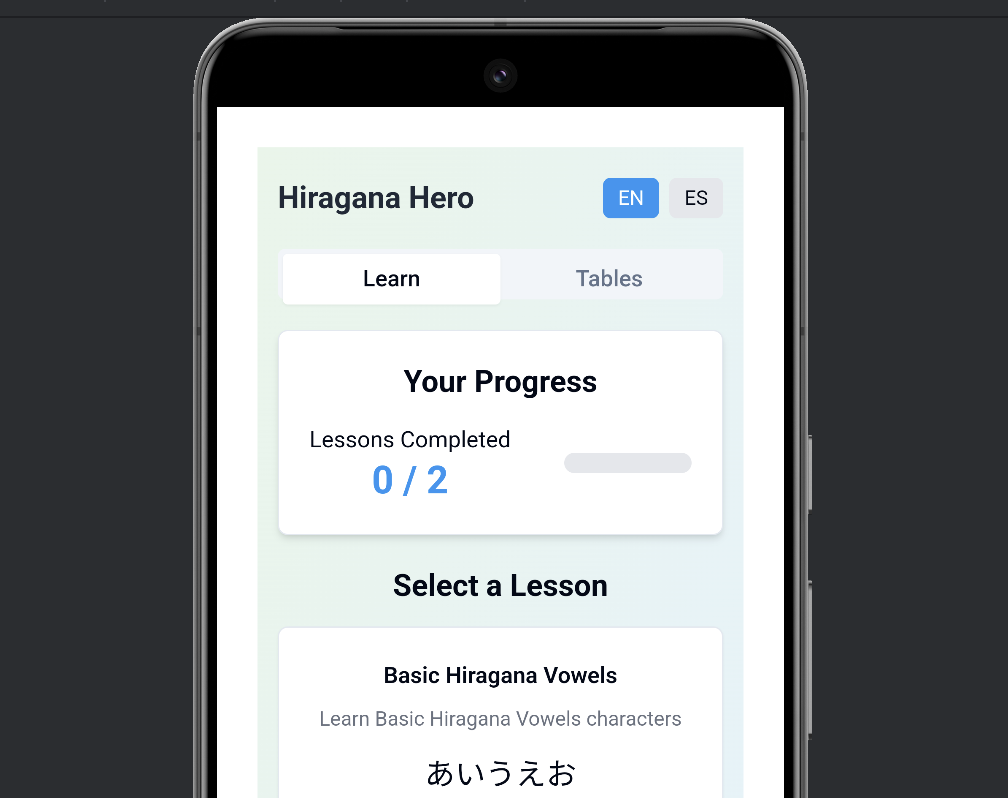 Hiragana Hero
EN
ES
Learn
Tables
Your Progress
Lessons Completed
0 / 2
Select a Lesson
Basic Hiragana Vowels
Learn Basic Hiragana Vowels characters
あいうえお